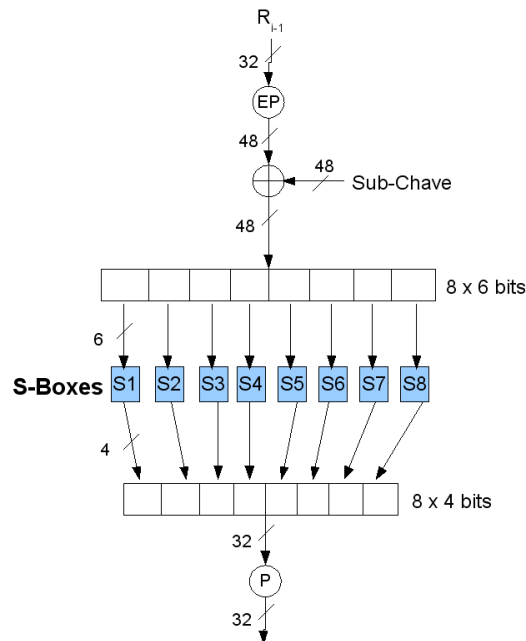 R i-1
32
EP
48
48
Sub-Chave
48
8 x 6 bits
6
S-Boxes
S1 S2 S3 S4 S5 S6 S7 S8
4
8 x 4 bits
32
P
32